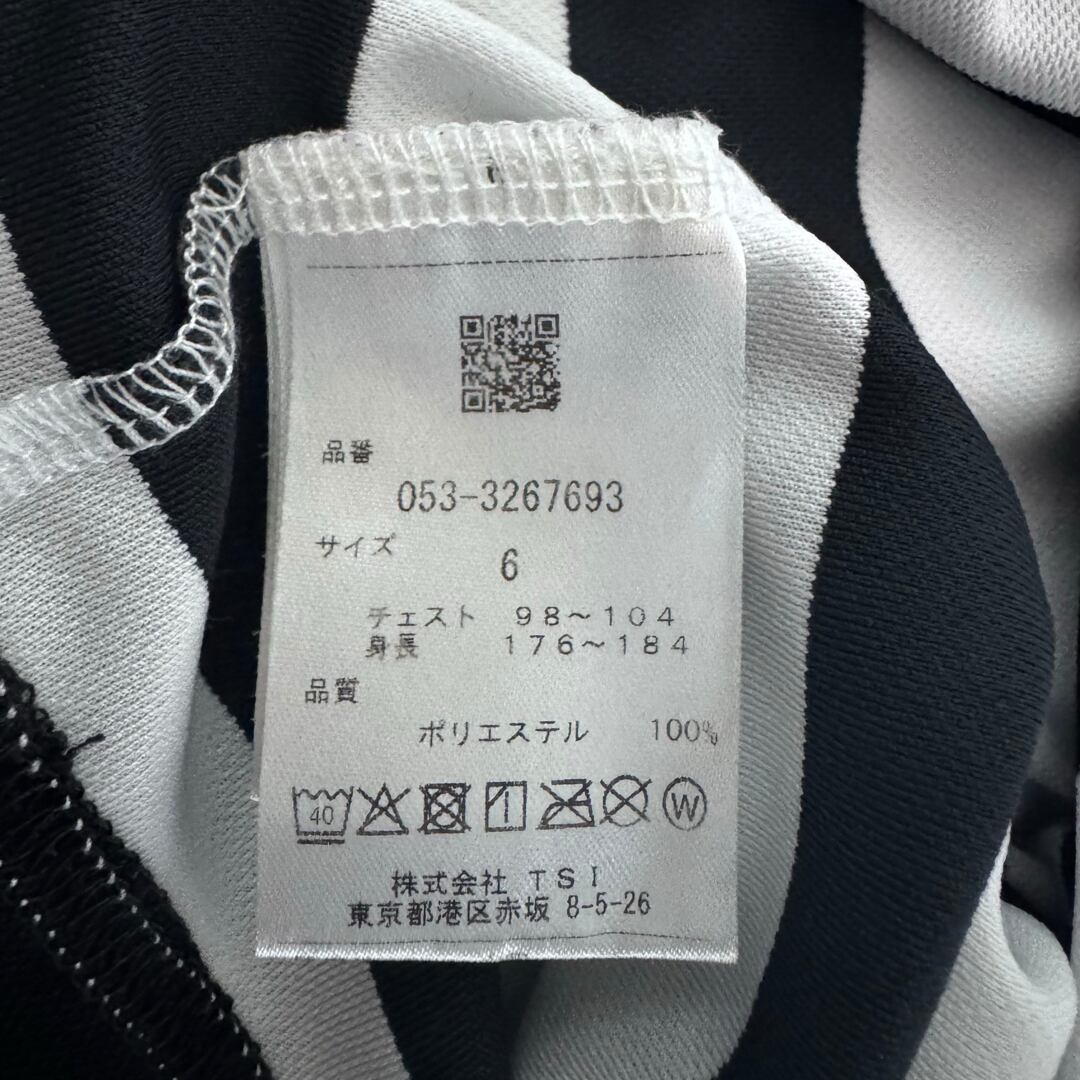 品番
053-3267693
サイズ
6
チェスト 98～104
身長 176～184
品質
ポリエステル 100%
40 W
株式会社 TSI
東京都港区赤坂 8-5-26